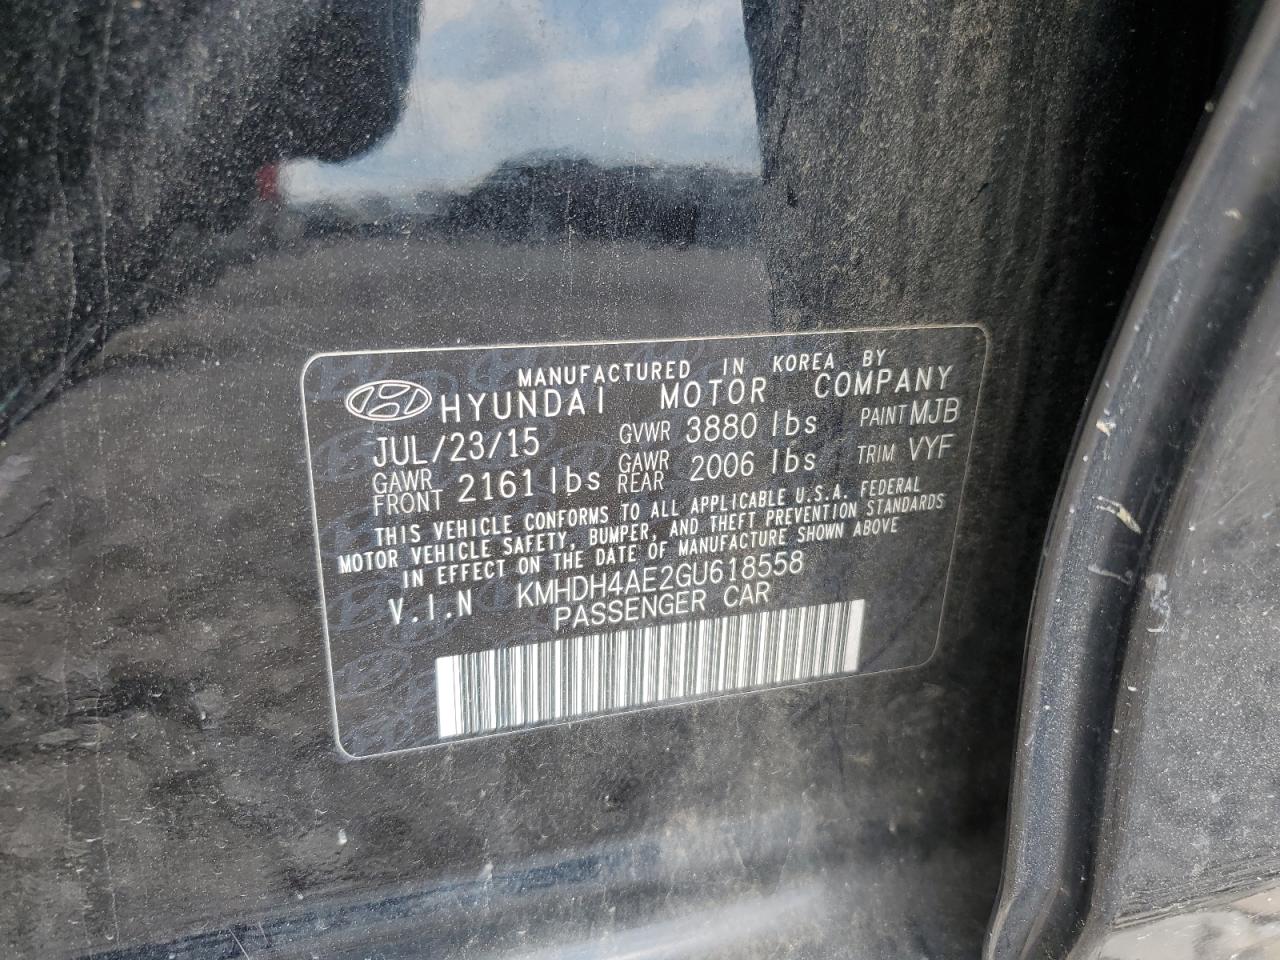 MANUFACTURED IN KOREA BY
HYUNDAI MOTOR COMPANY
JUL/23/15 GVWR 3880 lbs PAINT MJB
GAWR FRONT 2161 lbs GAWR REAR 2006 lbs TRIM VYF
THIS VEHICLE CONFORMS TO ALL APPLICABLE U.S.A. FEDERAL
MOTOR VEHICLE SAFETY, BUMPER, AND THEFT PREVENTION STANDARDS
IN EFFECT ON THE DATE OF MANUFACTURE SHOWN ABOVE
V.I.N KMHDH4AE2GU618558
PASSENGER CAR